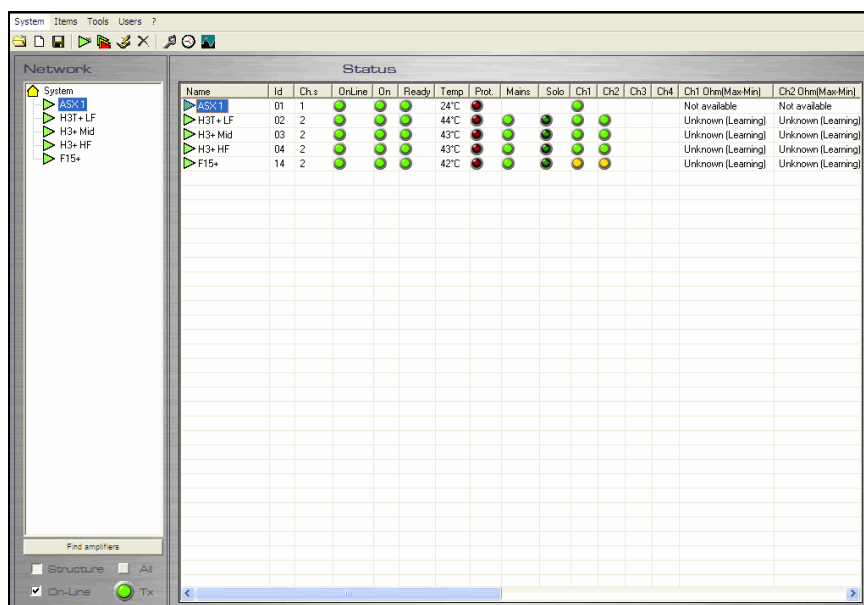 System Items Tools Users ?
Network
Status
System
ASX 1
H3T+ LF
H3+ Mid
H3+ HF
F15+
Name Id Ch.s OnLine On Ready Temp Prot. Mains Solo Ch1 Ch2 Ch3 Ch4 Ch1 Ohm(Max-Min) Ch2 Ohm(Max-Min)
ASX 1 01 1 24°C Not available Not available
H3T+ LF 02 2 44°C Unknown (Learning) Unknown (Learning)
H3+ Mid 03 2 43°C Unknown (Learning) Unknown (Learning)
H3+ HF 04 2 43°C Unknown (Learning) Unknown (Learning)
F15+ 14 2 42°C Unknown (Learning) Unknown (Learning)
Find amplifiers
Structure All
On-Line Tx